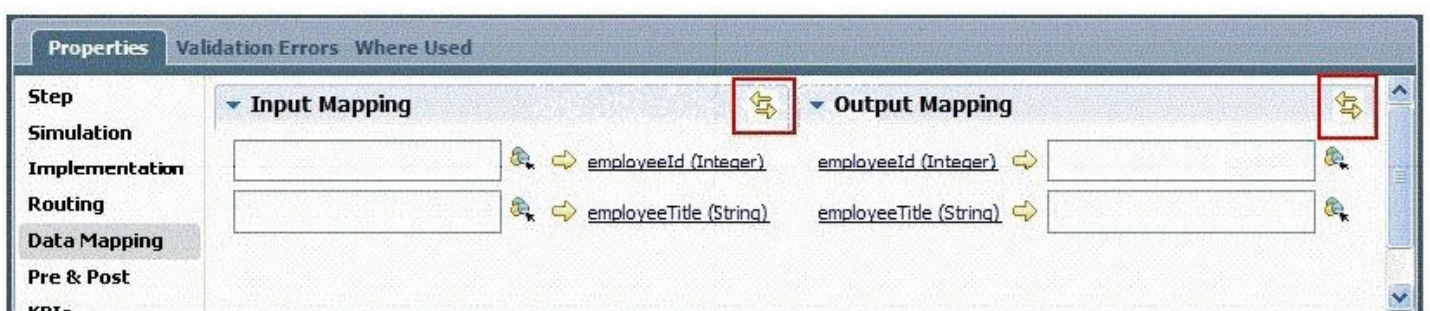 Properties Validation Errors Where Used
Step
Simulation
Implementation
Routing
Data Mapping
Pre & Post
KPIs
Input Mapping
Output Mapping
employeeId (Integer)
employeeId (Integer)
employeeTitle (String)
employeeTitle (String)